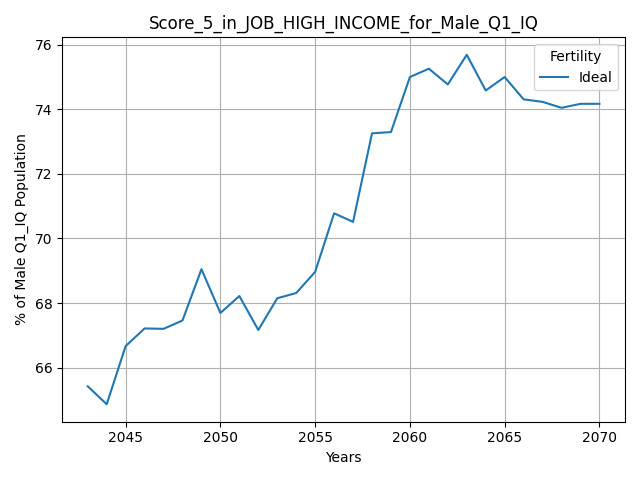 Score_5_in_JOB_HIGH_INCOME_for_Male_Q1_IQ
Fertility
Ideal
% of Male Q1_IQ Population
76
74
72
70
68
66
2045 2050 2055 2060 2065 2070
Years